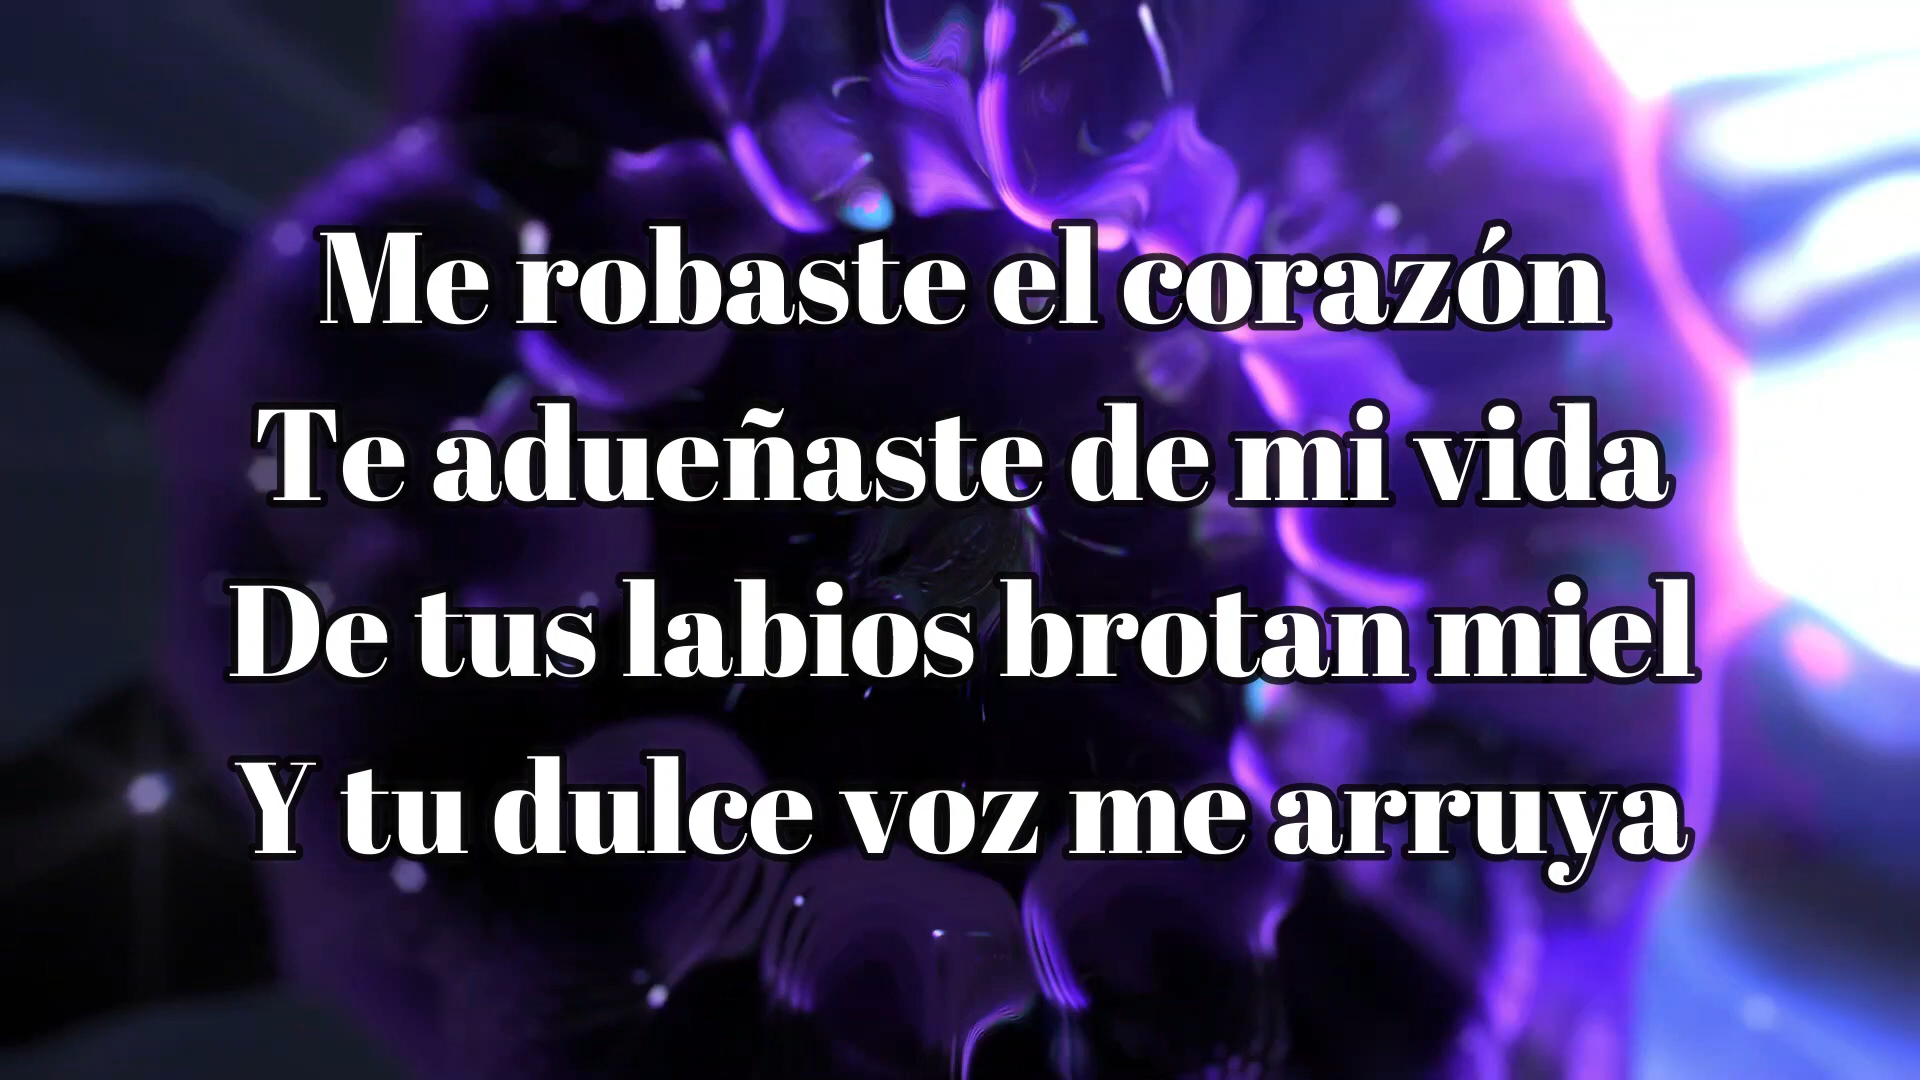 Me robaste el corazón
Te adueñaste de mi vida
De tus labios brotan miel
Y tu dulce voz me arruya